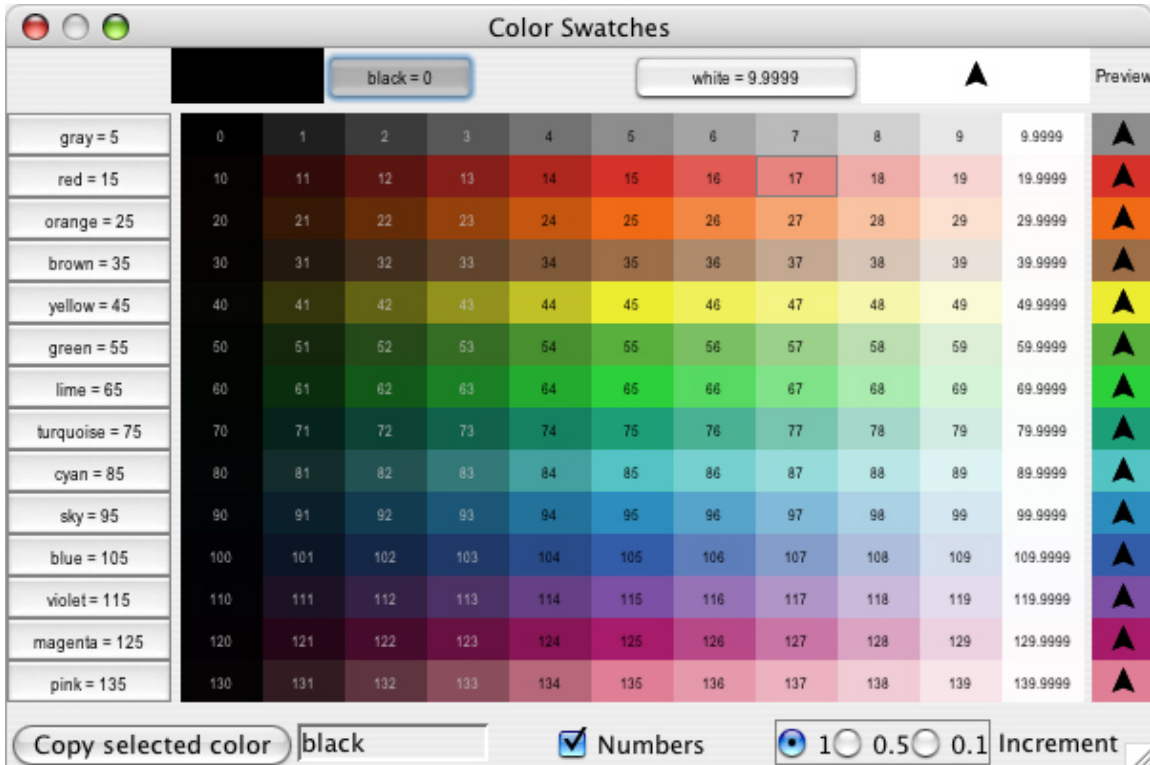 Color Swatches
black = 0 white = 9.9999 Preview
gray = 5 0 1 2 3 4 5 6 7 8 9 9.9999
red = 15 10 11 12 13 14 15 16 17 18 19 19.9999
orange = 25 20 21 22 23 24 25 26 27 28 29 29.9999
brown = 35 30 31 32 33 34 35 36 37 38 39 39.9999
yellow = 45 40 41 42 43 44 45 46 47 48 49 49.9999
green = 55 50 51 52 53 54 55 56 57 58 59 59.9999
lime = 65 60 61 62 63 64 65 66 67 68 69 69.9999
turquoise = 75 70 71 72 73 74 75 76 77 78 79 79.9999
cyan = 85 80 81 82 83 84 85 86 87 88 89 89.9999
sky = 95 90 91 92 93 94 95 96 97 98 99 99.9999
blue = 105 100 101 102 103 104 105 106 107 108 109 109.9999
violet = 115 110 111 112 113 114 115 116 117 118 119 119.9999
magenta = 125 120 121 122 123 124 125 126 127 128 129 129.9999
pink = 135 130 131 132 133 134 135 136 137 138 139 139.9999
Copy selected color black Numbers 1 0.5 0.1 Increment